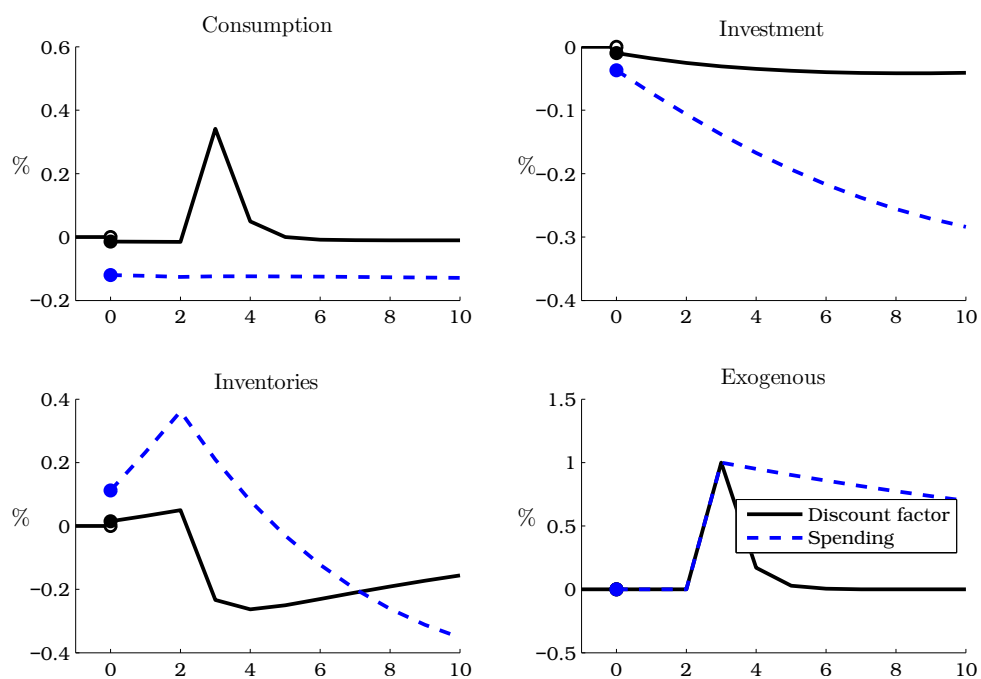 Consumption
0.6
0.4
% 0.2
0
−0.2
0 2 4 6 8 10
Investment
0
−0.1
% −0.2
−0.3
−0.4
0 2 4 6 8 10
Inventories
0.4
0.2
% 0
−0.2
−0.4
0 2 4 6 8 10
Exogenous
1.5
1
% 0.5
0
−0.5
0 2 4 6 8 10
Discount factor
Spending